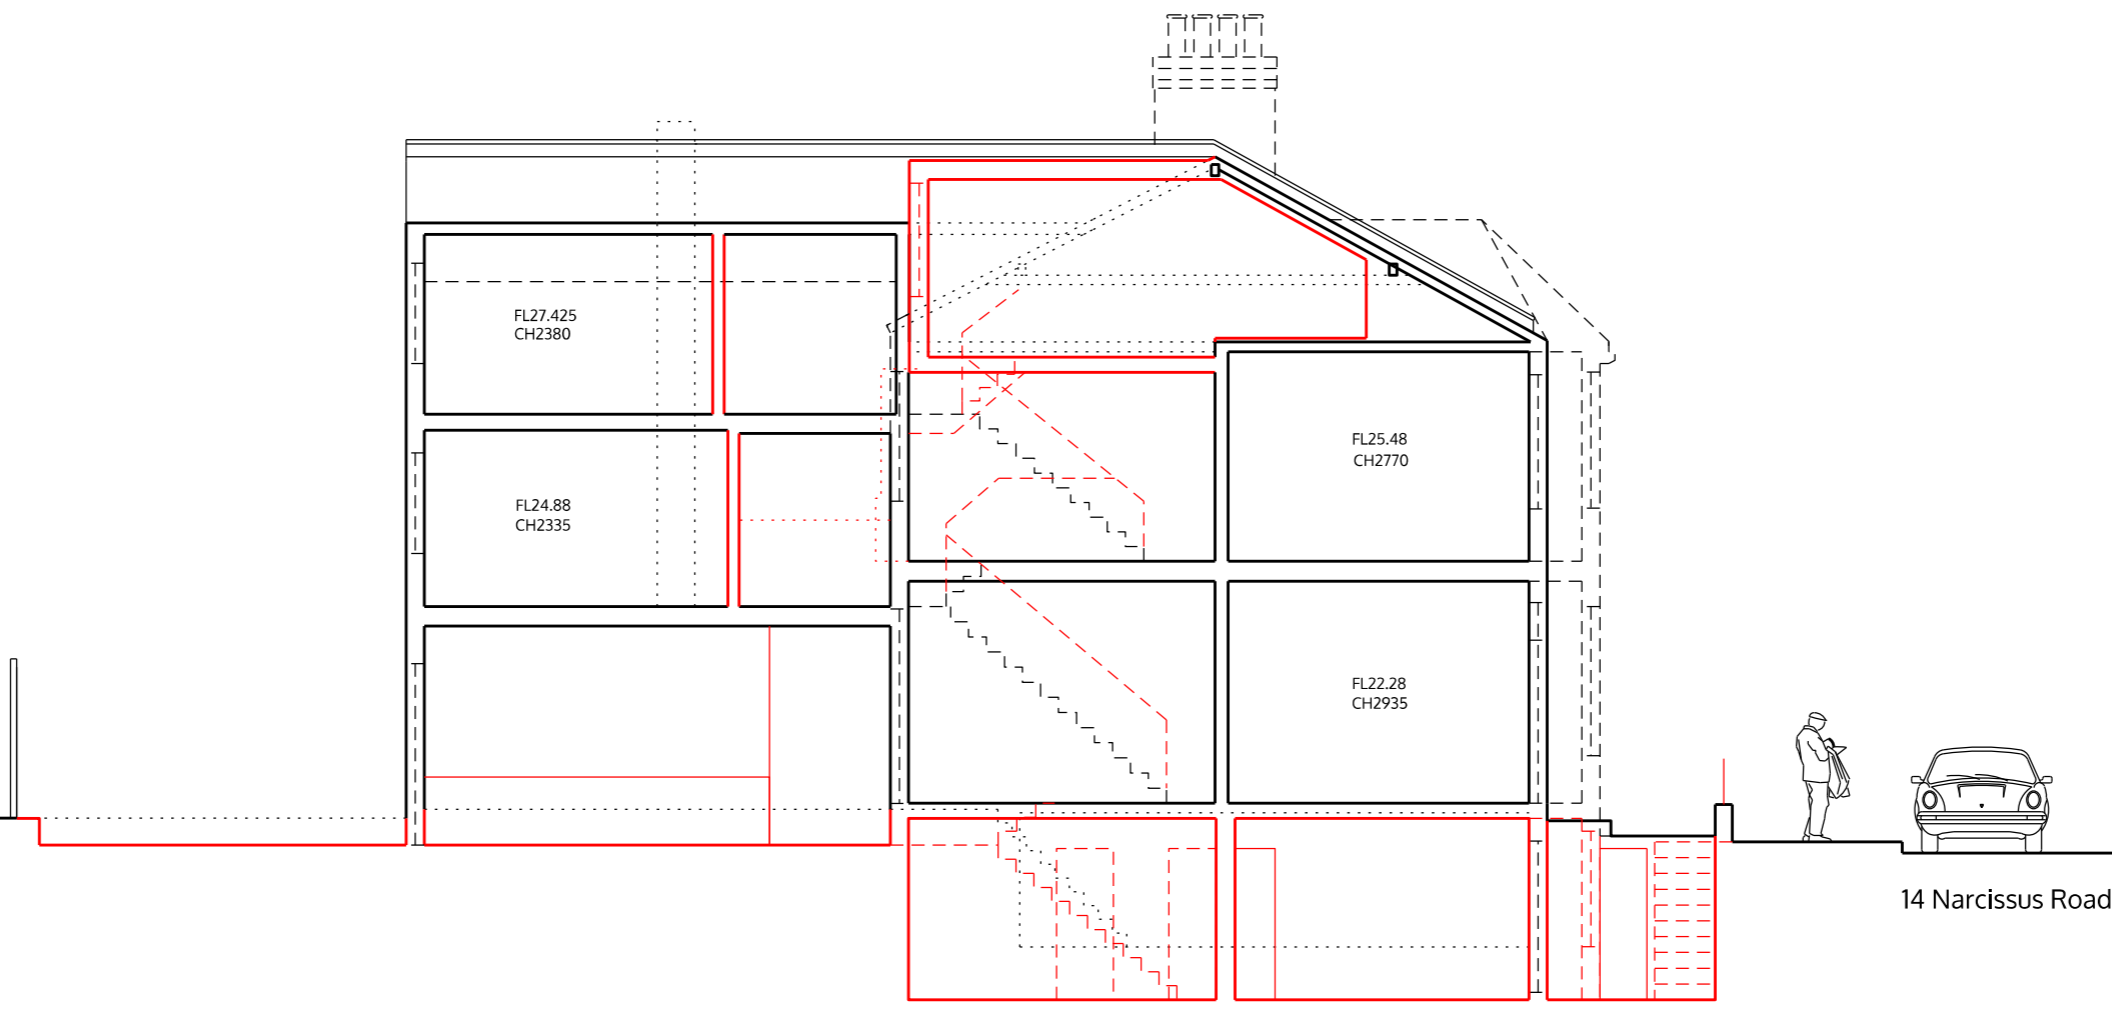 FL27.425
CH2380
FL25.48
CH2770
FL24.88
CH2335
FL22.28
CH2935
14 Narcissus Road